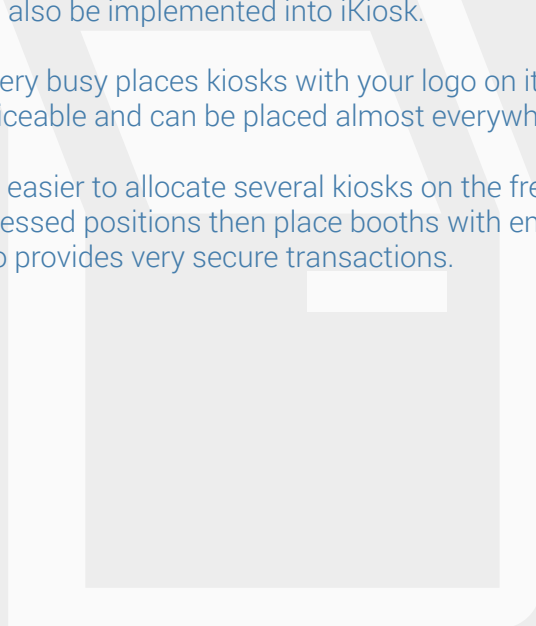 also be implemented into iKiosk.
ery busy places kiosks with your logo on it
iceable and can be placed almost everywh
easier to allocate several kiosks on the fre
essed positions then place booths with en
o provides very secure transactions.